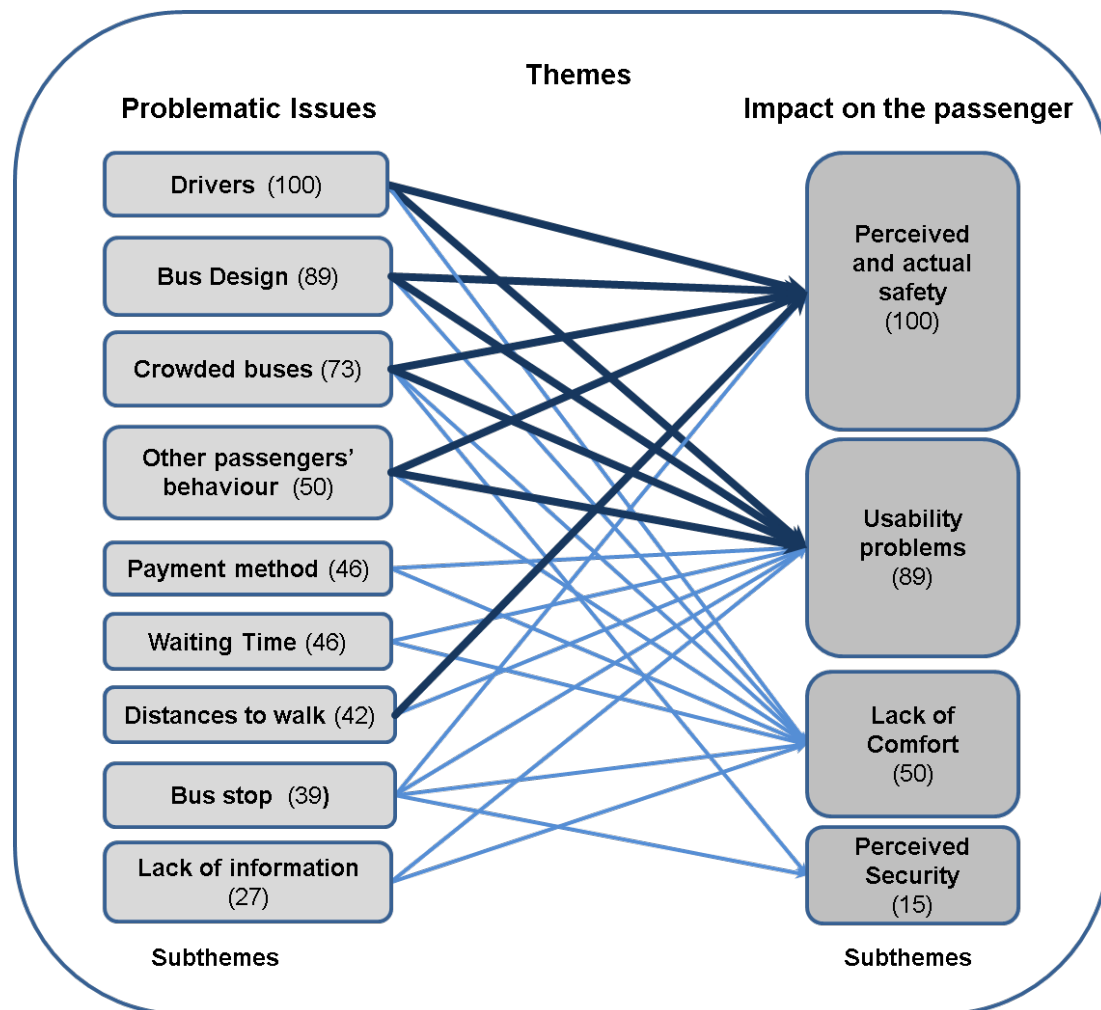 Themes
Problematic Issues
Impact on the passenger
Drivers (100)
Bus Design (89)
Crowded buses (73)
Other passengers’
behaviour (50)
Payment method (46)
Waiting Time (46)
Distances to walk (42)
Bus stop (39)
Lack of information
(27)
Subthemes
Perceived
and actual
safety
(100)
Usability
problems
(89)
Lack of
Comfort
(50)
Perceived
Security
(15)
Subthemes